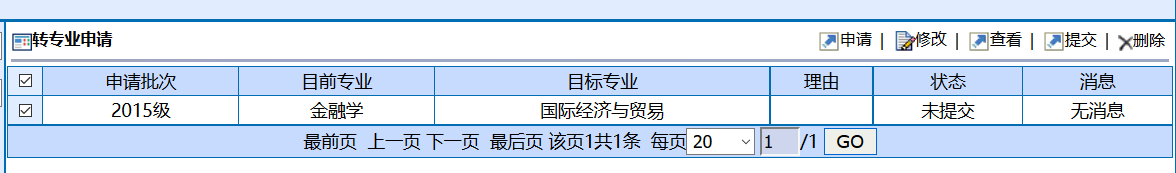 转专业申请 申请 | 修改 | 查看 | 提交 | 删除
申请批次 目前专业 目标专业 理由 状态 消息
2015级 金融学 国际经济与贸易 未提交 无消息
最前页 上一页 下一页 最后页 该页1共1条 每页 20 1 /1 GO